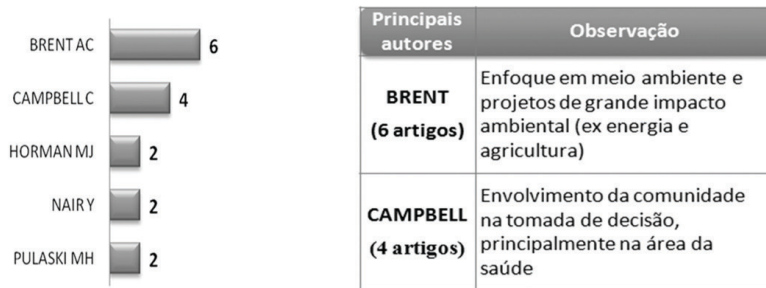 BRENT AC 6
CAMPBELL C 4
HORMAN MJ 2
NAIR Y 2
PULASKI MH 2
Principais
autores
Observação
BRENT
(6 artigos)
Enfoque em meio ambiente e
projetos de grande impacto
ambiental (ex energia e
agricultura)
CAMPBELL
(4 artigos)
Envolvimento da comunidade
na tomada de decisão,
principalmente na área da
saúde